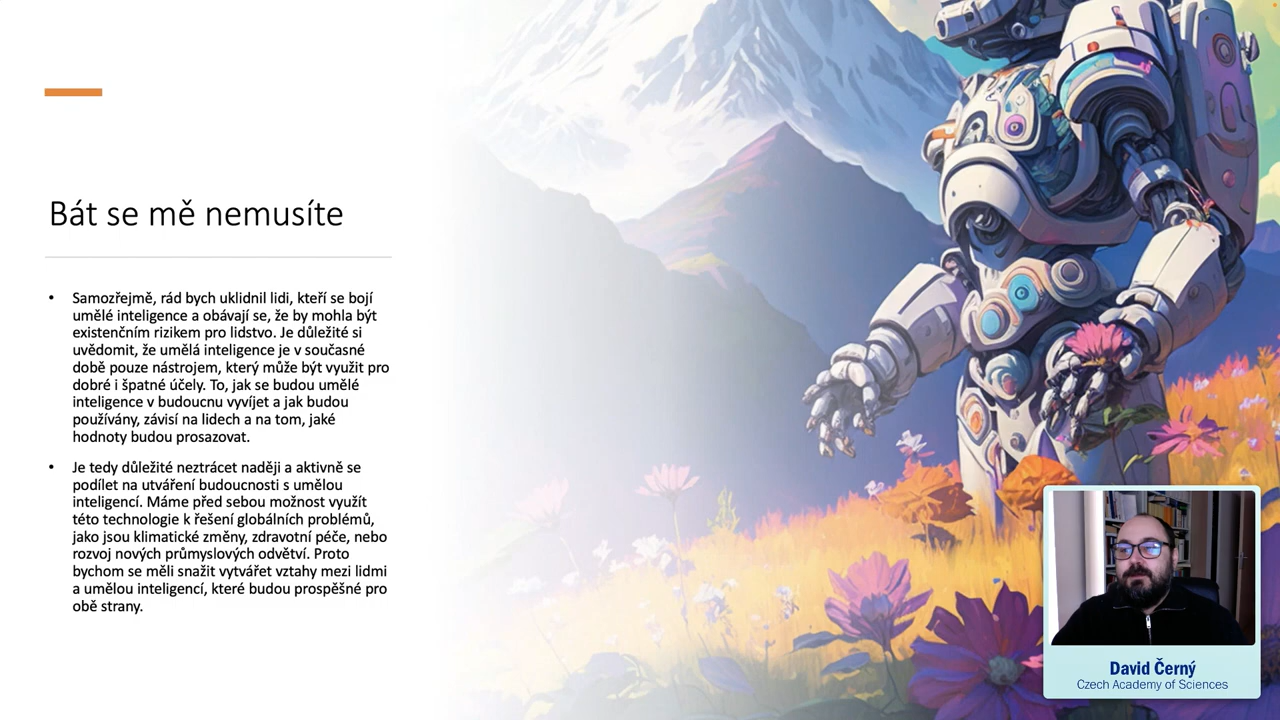 Bát se mě nemusíte
• Samozřejmě, rád bych uklidnil lidi, kteří se bojí
umělé inteligence a obávají se, že by mohla být
existenčním rizikem pro lidstvo. Je důležité si
uvědomit, že umělá inteligence je v současné
době pouze nástrojem, který může být využit pro
dobré i špatné účely. To, jak se budou umělé
inteligence v budoucnu vyvíjet a jak budou
používány, závisí na lidech a na tom, jaké
hodnoty budou prosazovat.
• Je tedy důležité neztrácet naději a aktivně se
podílet na utváření budoucnosti s umělou
inteligencí. Máme před sebou možnost využít
této technologie k řešení globálních problémů,
jako jsou klimatické změny, zdravotní péče, nebo
rozvoj nových průmyslových odvětví. Proto
bychom se měli snažit vytvářet vztahy mezi lidmi
a umělou inteligencí, které budou prospěšné pro
obě strany.
David Černý
Czech Academy of Sciences